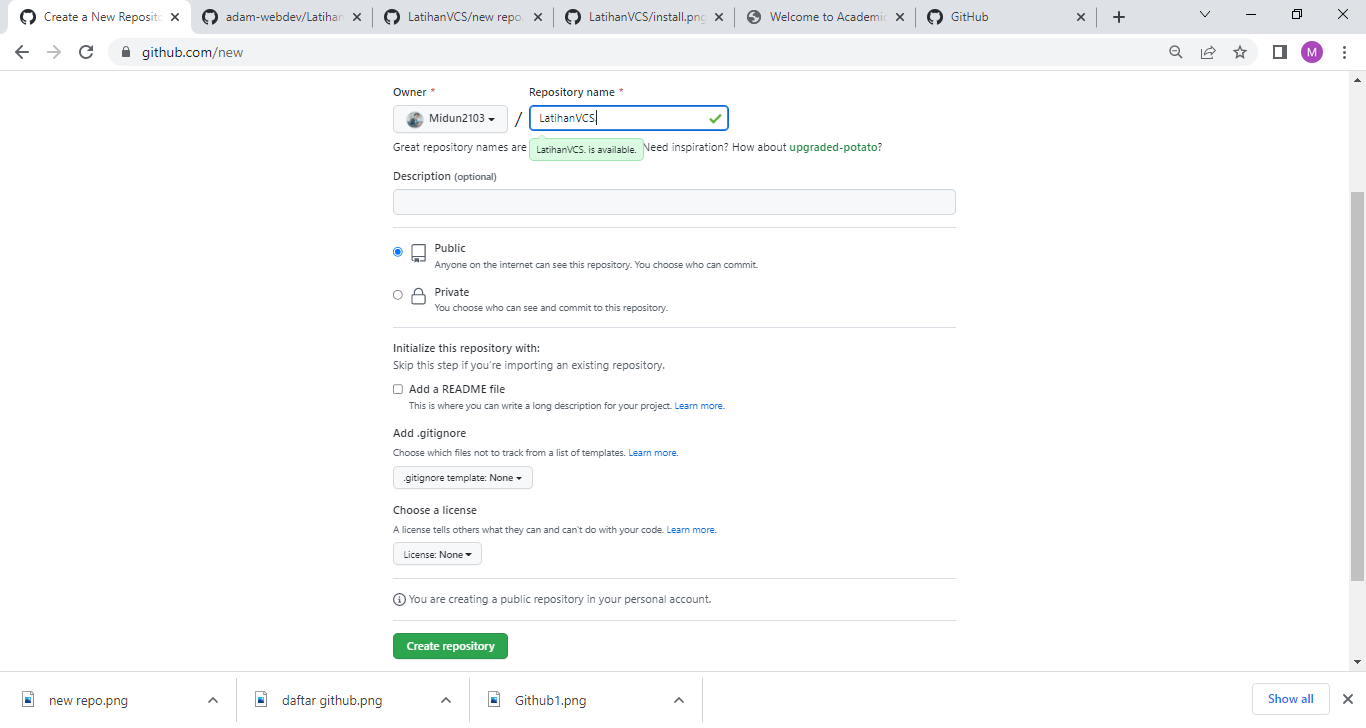 Create a New Reposito
adam-webdev/Latihan
LatihanVCS/new repo.
LatihanVCS/install.png
Welcome to Academic
GitHub
github.com/new
M
Owner *
Repository name *
Midun2103
/
LatihanVCS
Great repository names are
LatihanVCS. is available.
Need inspiration? How about upgraded-potato?
Description (optional)
Public
Anyone on the internet can see this repository. You choose who can commit.
Private
You choose who can see and commit to this repository.
Initialize this repository with:
Skip this step if you're importing an existing repository.
Add a README file
This is where you can write a long description for your project. Learn more.
Add .gitignore
Choose which files not to track from a list of templates. Learn more.
.gitignore template: None
Choose a license
A license tells others what they can and can't do with your code. Learn more.
License: None
You are creating a public repository in your personal account.
Create repository
new repo.png
daftar github.png
Github1.png
Show all